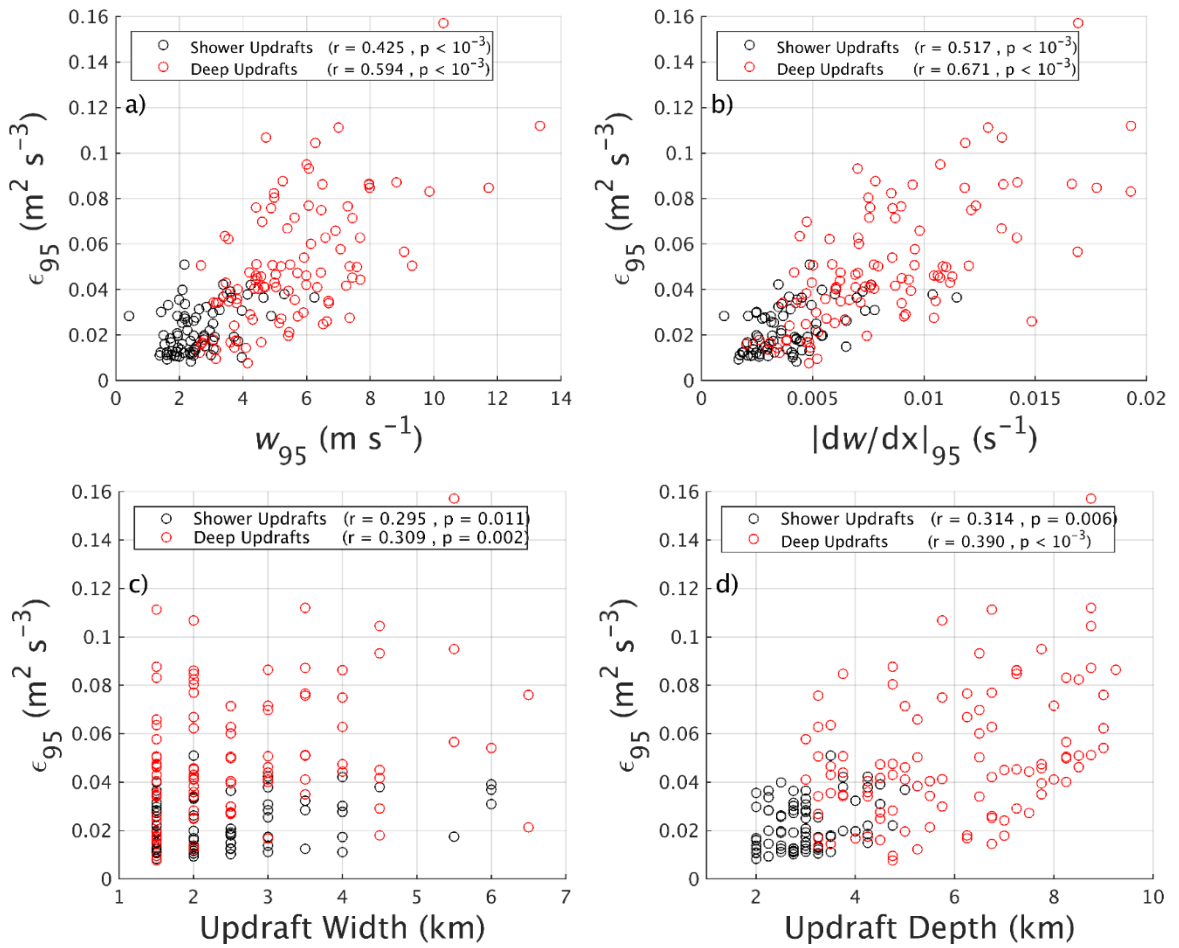 0.16
0.14
0.12
0.1
0.08
0.06
0.04
0.02
0
ϵ95 (m² s⁻³)
Shower Updrafts (r = 0.425 , p < 10⁻³)
Deep Updrafts (r = 0.594 , p < 10⁻³)
a)
0 2 4 6 8 10 12 14
w95 (m s⁻¹)
0.16
0.14
0.12
0.1
0.08
0.06
0.04
0.02
0
ϵ95 (m² s⁻³)
Shower Updrafts (r = 0.517 , p < 10⁻³)
Deep Updrafts (r = 0.671 , p < 10⁻³)
b)
0 0.005 0.01 0.015 0.02
|dw/dx|95 (s⁻¹)
0.16
0.14
0.12
0.1
0.08
0.06
0.04
0.02
0
ϵ95 (m² s⁻³)
Shower Updrafts (r = 0.295 , p = 0.011)
Deep Updrafts (r = 0.309 , p = 0.002)
c)
1 2 3 4 5 6 7
Updraft Width (km)
0.16
0.14
0.12
0.1
0.08
0.06
0.04
0.02
0
ϵ95 (m² s⁻³)
Shower Updrafts (r = 0.314 , p = 0.006)
Deep Updrafts (r = 0.390 , p < 10⁻³)
d)
2 4 6 8 10
Updraft Depth (km)